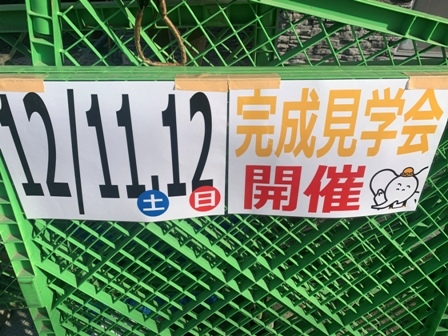 12/11.12
土 日
完成見学会
開催